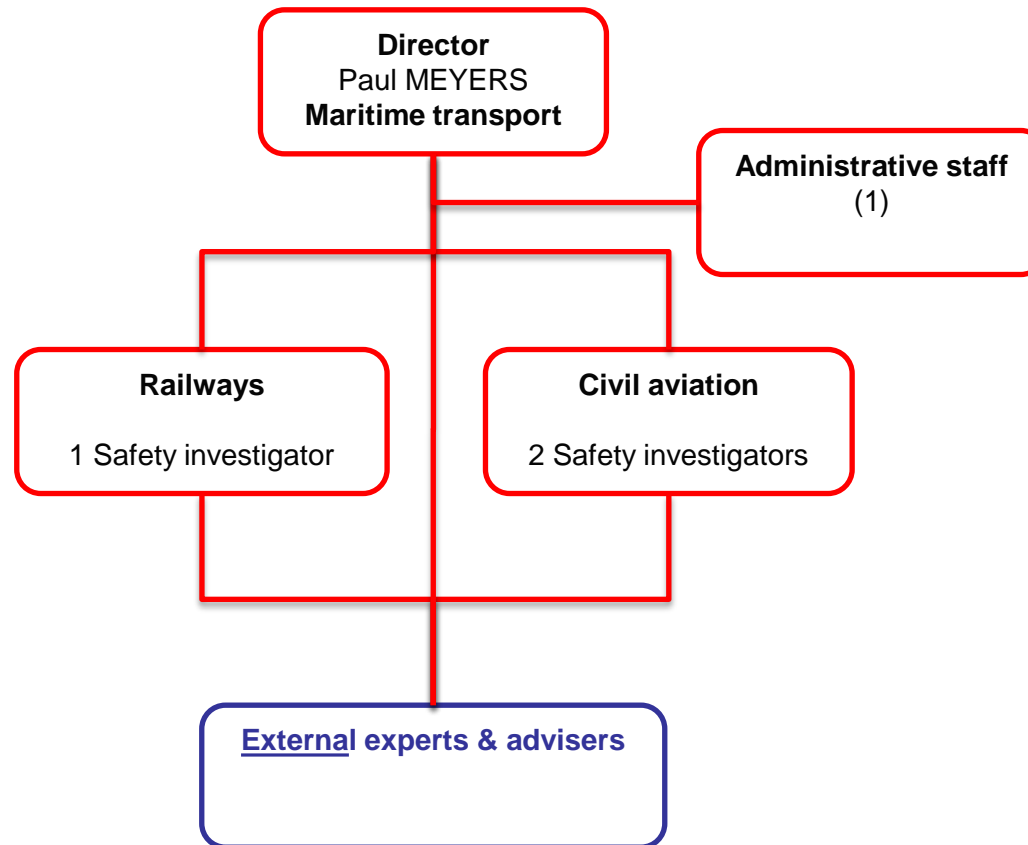 Director
Paul MEYERS
Maritime transport
Administrative staff
(1)
Railways
1 Safety investigator
Civil aviation
2 Safety investigators
External experts & advisers